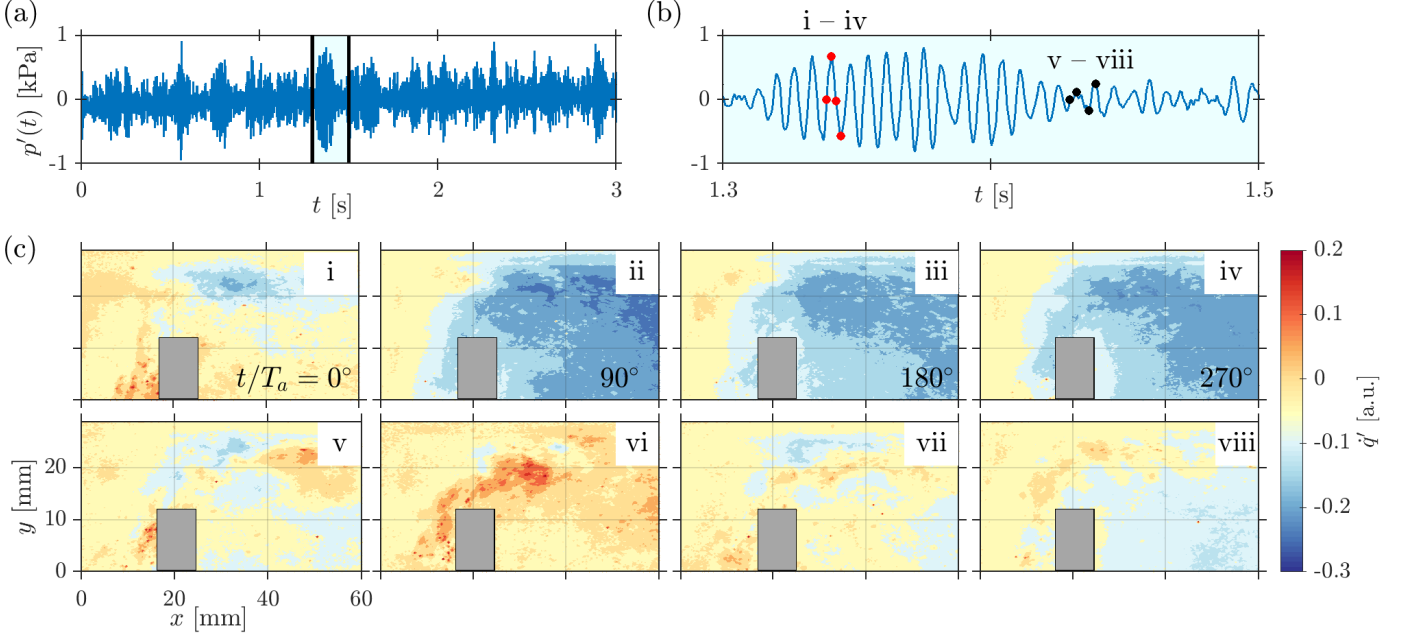 (a)
(b)
i – iv
v – viii
p′(t) [kPa]
1
0
-1
0
1
2
3
t [s]
1
0
-1
1.3
t [s]
1.5
(c)
i
ii
iii
iv
t/Tₐ = 0°
90°
180°
270°
v
vi
vii
viii
y [mm]
20
10
0
0
20
40
60
x [mm]
0.2
0.1
0
-0.1
-0.2
-0.3
q̇′ [a.u.]